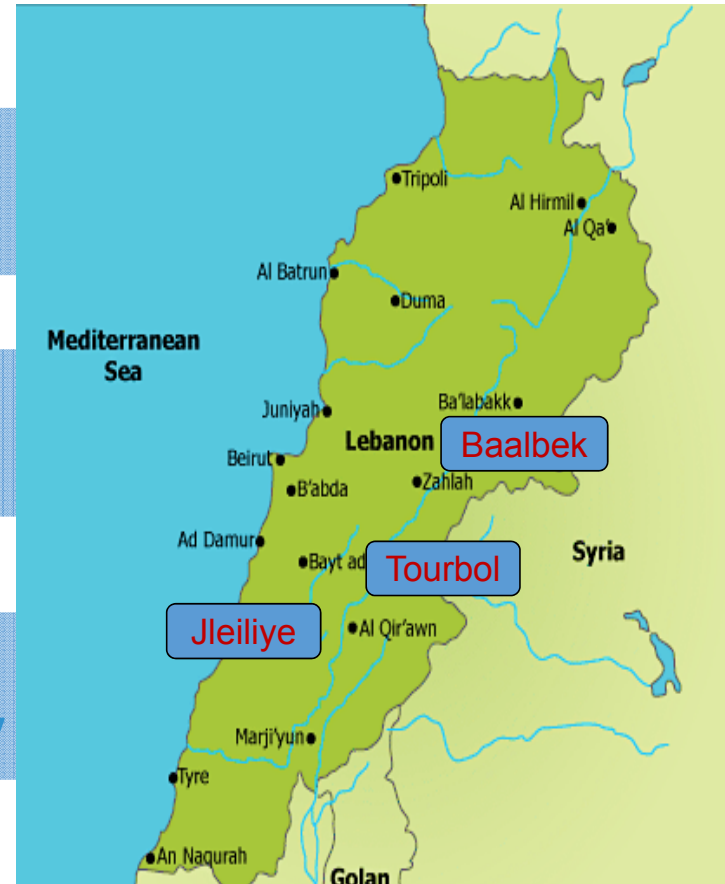 Tripoli
Al Hirmil
Al Qa'
Al Batrun
Duma
Mediterranean
Sea
Ba'labakk
Juniyah
Lebanon
Baalbek
Beirut
Zahlah
B'abda
Ad Damur
Syria
Bayt ad
Tourbol
Jleiliye
Al Qir'awn
Marji'yun
Tyre
An Naqurah
Golan